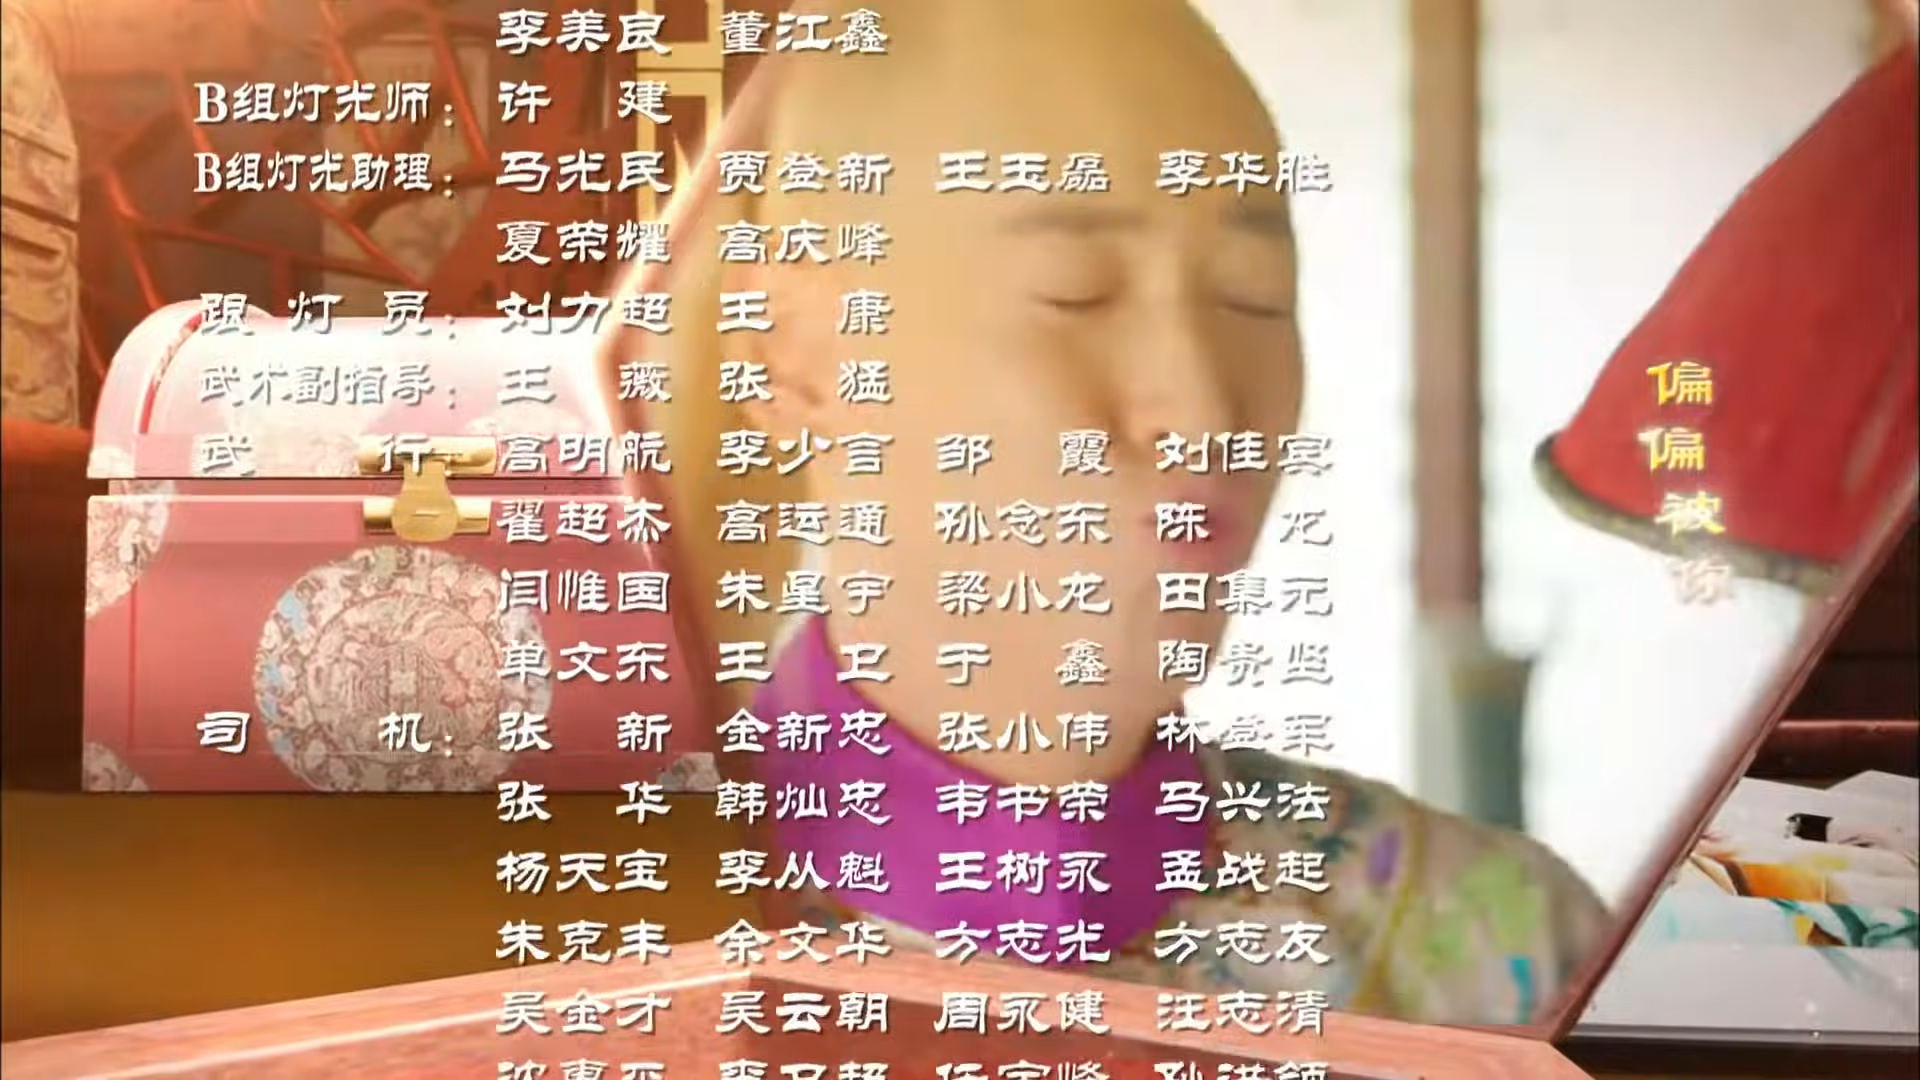 李美良 董江鑫
B组灯光师：许 建
B组灯光助理：马光民 贾登新 王玉磊 李华胜
夏荣耀 高庆峰
跟 灯 员：刘力超 王 康
武术副指导：王 薇 张 猛
武 行：高明航 李少言 邹 霞 刘佳宾
翟超杰 高运通 孙念东 陈 龙
闫惟国 朱星宇 梁小龙 田集元
单文东 王 卫 于 鑫 陶贵坚
司 机：张 新 金新忠 张小伟 林登军
张 华 韩灿忠 韦书荣 马兴法
杨天宝 李从魁 王树永 孟战起
朱克丰 余文华 方志光 方志友
吴金才 吴云朝 周永健 汪志清
偏偏被你